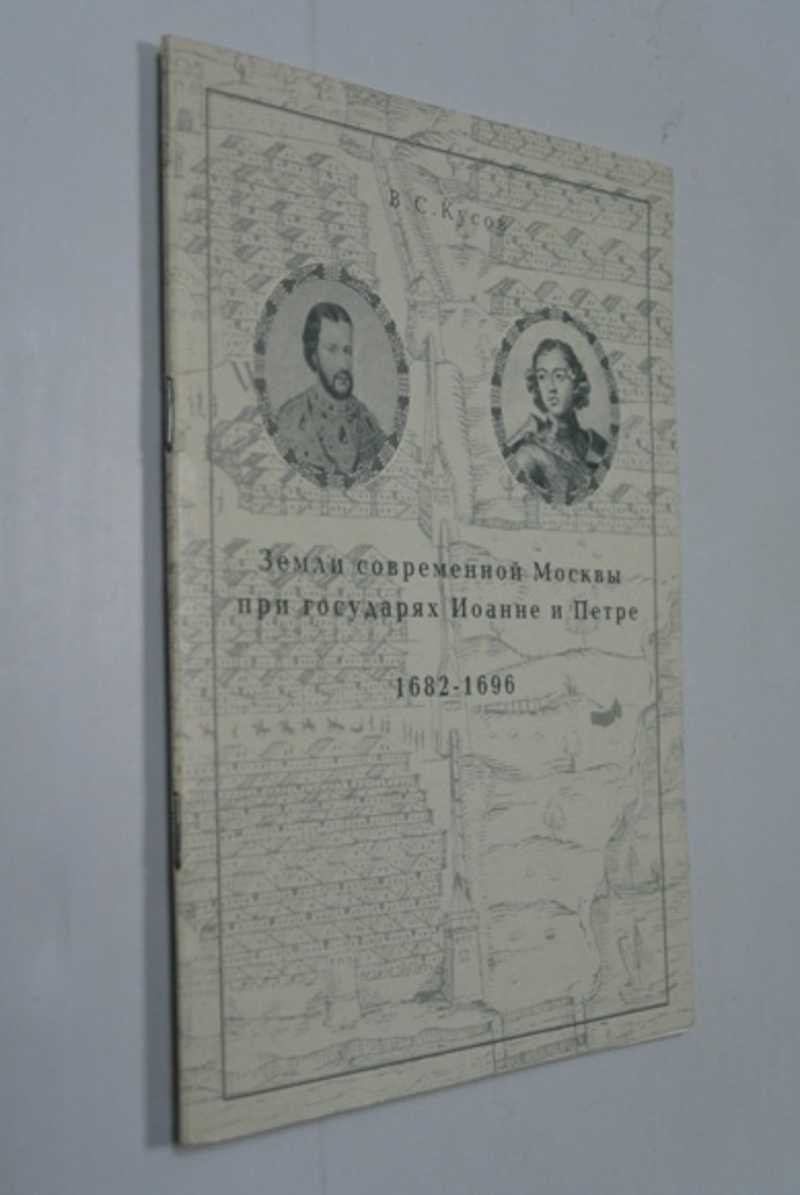 В.С.Кусов
Земли современной Москвы
при государях Иоанне и Петре
1682-1696